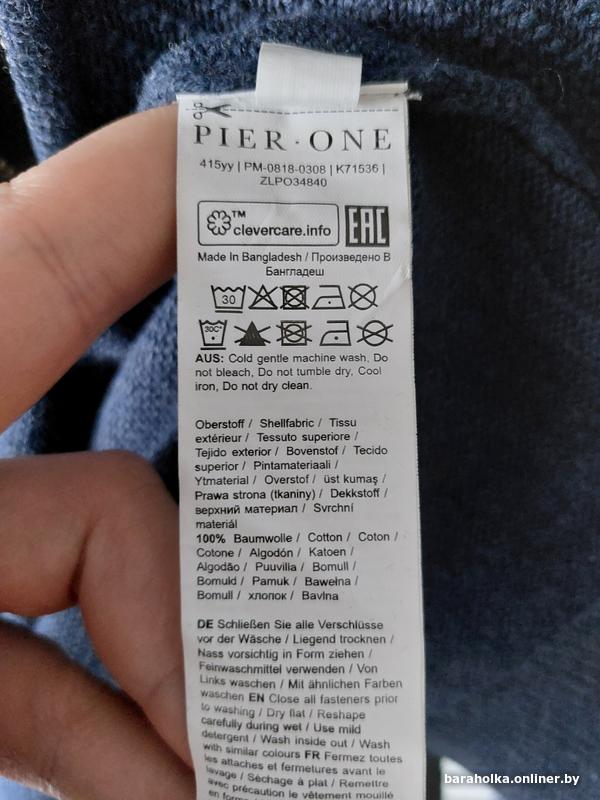 PIER·ONE
415yy | PM-0818-0308 | K71536 |
ZLPO34840
™
clevercare.info
EAC
Made In Bangladesh / Произведено В
Бангладеш
30
30C°
AUS: Cold gentle machine wash, Do
not bleach, Do not tumble dry, Cool
iron, Do not dry clean.
Oberstoff / Shellfabric / Tissu
extérieur / Tessuto superiore /
Tejido exterior / Bovenstof / Tecido
superior / Pintamateriaali /
Ytmaterial / Overstof / üst kumaş /
Prawa strona (tkaniny) / Dekkstoff /
верхний материал / Svrchní
materiál
100% Baumwolle / Cotton / Coton /
Cotone / Algodón / Katoen /
Algodão / Puuvilla / Bomull /
Bomuld / Pamuk / Bawełna /
Bomull / хлопок / Bavlna
DE Schließen Sie alle Verschlüsse
vor der Wäsche / Liegend trocknen /
Nass vorsichtig in Form ziehen /
Feinwaschmittel verwenden / Von
Links waschen / Mit ähnlichen Farben
waschen EN Close all fasteners prior
to washing / Dry flat / Reshape
carefully during wet / Use mild
detergent / Wash inside out / Wash
with similar colours FR Fermez toutes
les attaches et fermetures avant le
lavage / Séchage à plat / Remettre
avec précaution le vêtement mouillé
en
baraholka.onliner.by